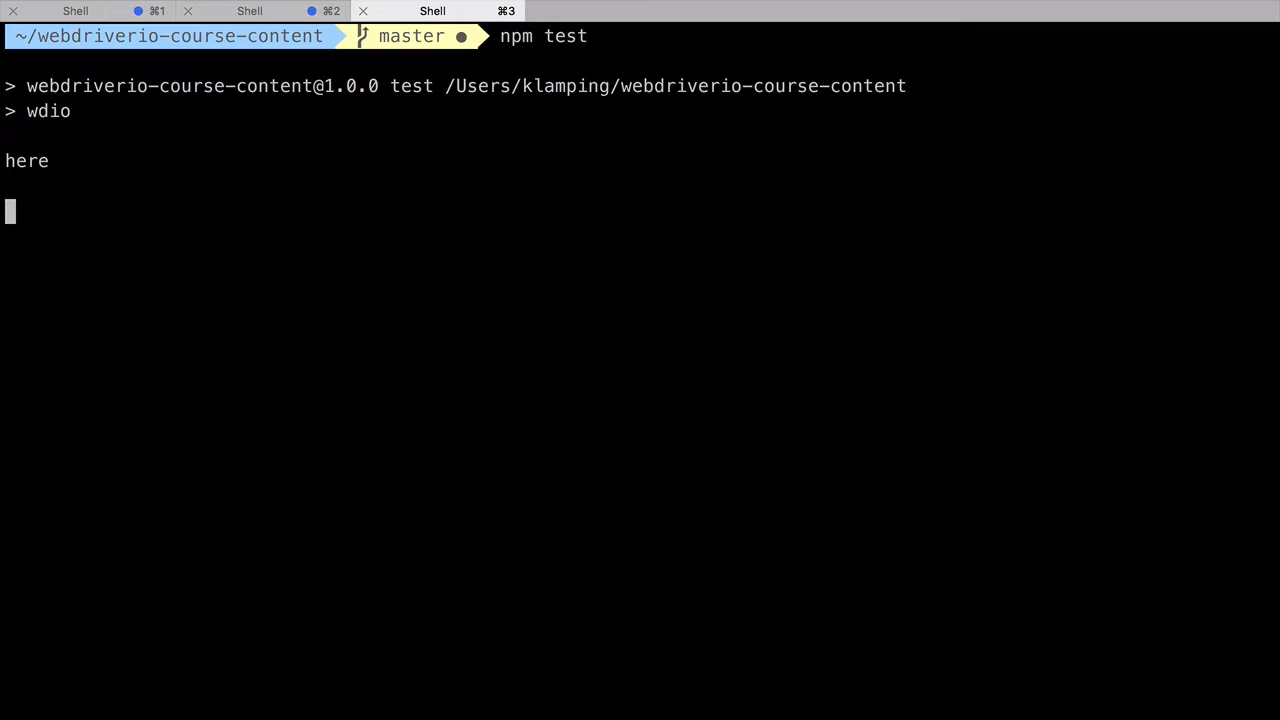 Shell ⌘1 Shell ⌘2 Shell ⌘3
~/webdriverio-course-content master ● npm test
> webdriverio-course-content@1.0.0 test /Users/klamping/webdriverio-course-content
> wdio
here